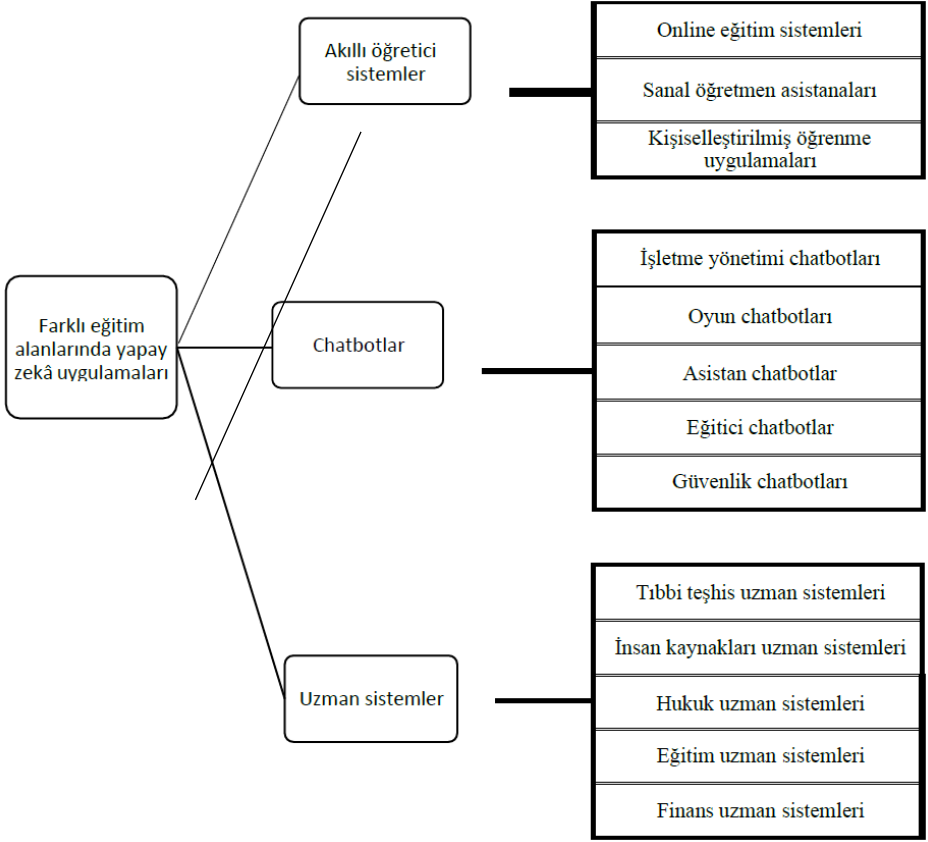 Farklı eğitim
alanlarında yapay
zekâ uygulamaları
Akıllı öğretici
sistemler
Online eğitim sistemleri
Sanal öğretmen asistanaları
Kişiselleştirilmiş öğrenme
uygulamaları
Chatbotlar
İşletme yönetimi chatbotları
Oyun chatbotları
Asistan chatbotlar
Eğitici chatbotlar
Güvenlik chatbotları
Uzman sistemler
Tıbbi teşhis uzman sistemleri
İnsan kaynakları uzman sistemleri
Hukuk uzman sistemleri
Eğitim uzman sistemleri
Finans uzman sistemleri